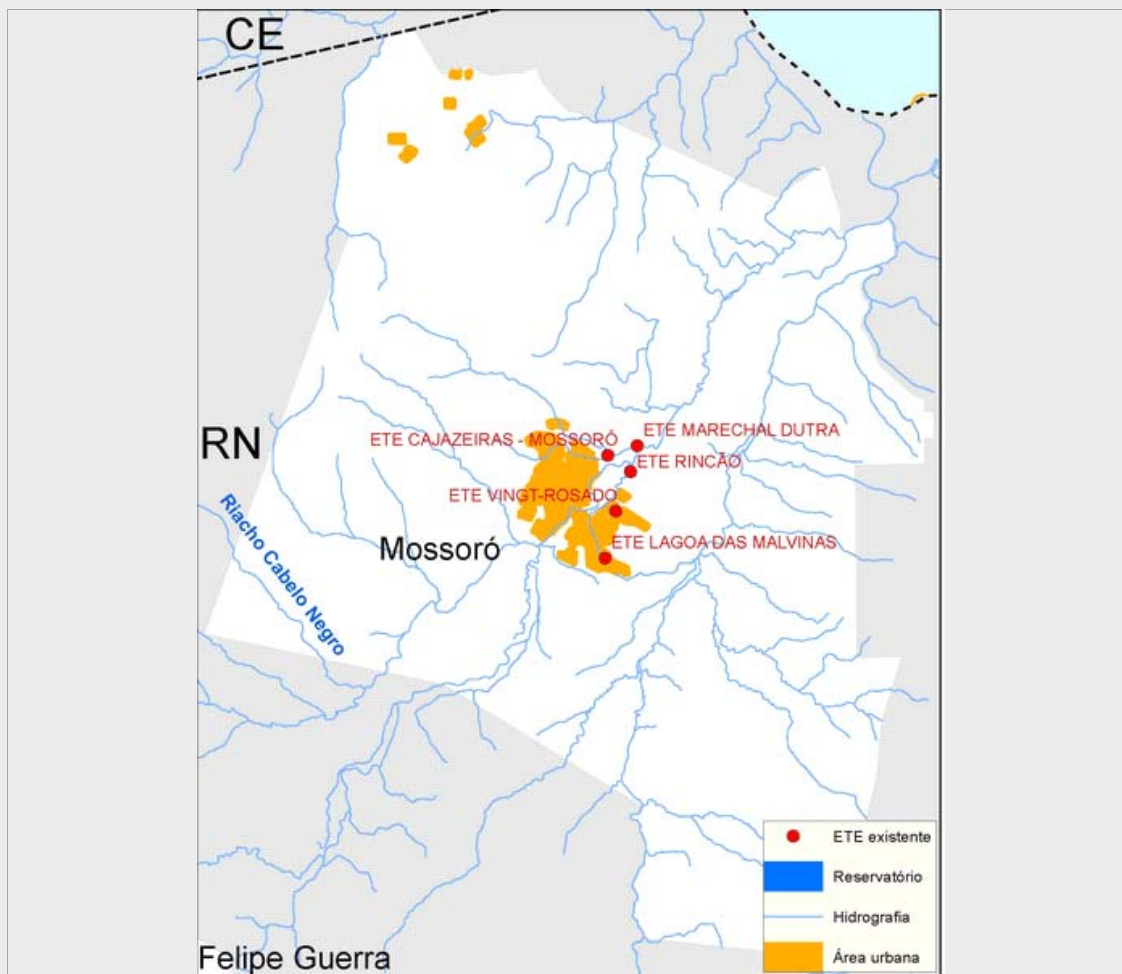 CE
ETE MARECHAL DUTRA
ETE CAJAZEIRAS - MOSSORÓ
RN
ETE RINCÃO
ETE VINGT-ROSADO
Riacho Cabelo Negro
ETE LAGOA DAS MALVINAS
Mossoró
ETE existente
Reservatório
Hidrografia
Área urbana
Felipe Guerra